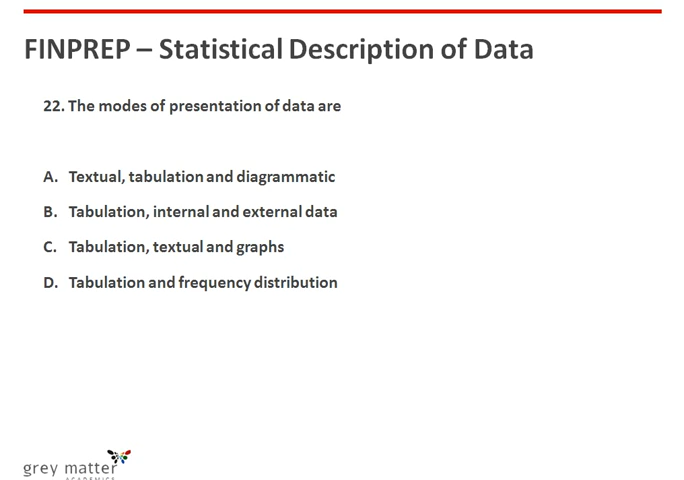 FINPREP – Statistical Description of Data
22. The modes of presentation of data are
A. Textual, tabulation and diagrammatic
B. Tabulation, internal and external data
C. Tabulation, textual and graphs
D. Tabulation and frequency distribution
grey matter
ACADEMICS